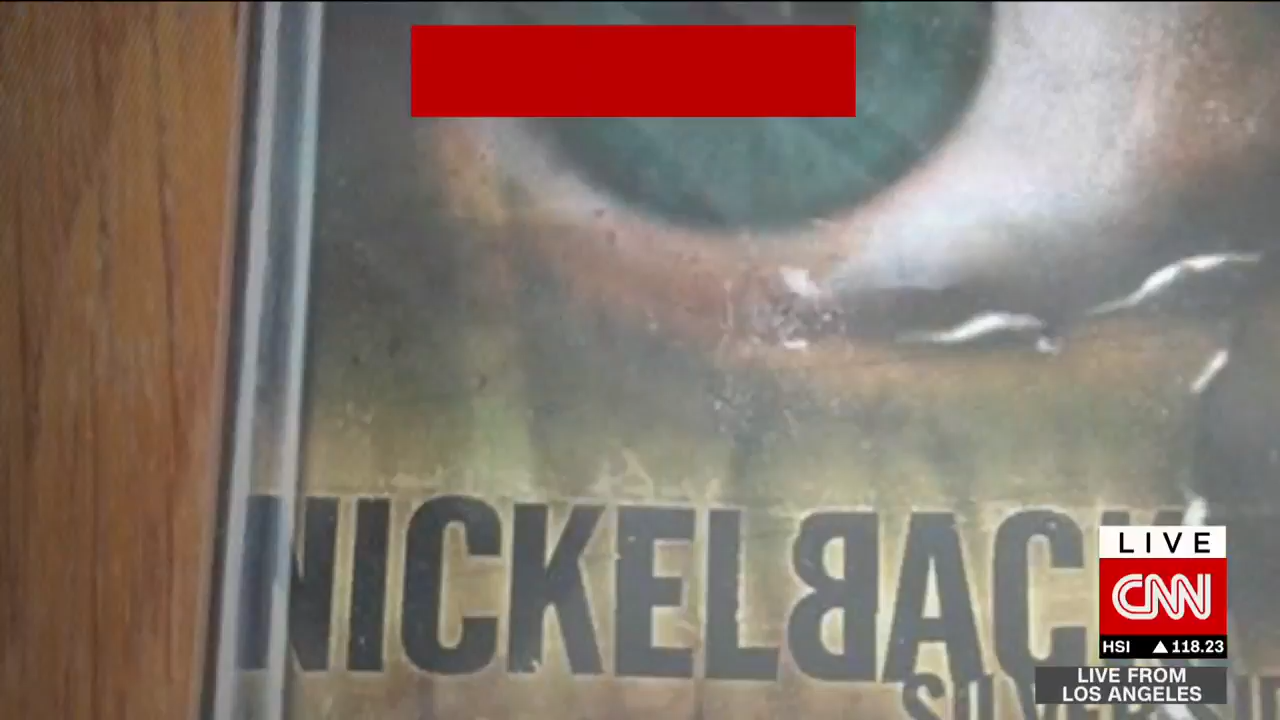 NICKELBACK
LIVE
CNN
HSI ▲118.23
LIVE FROM
LOS ANGELES